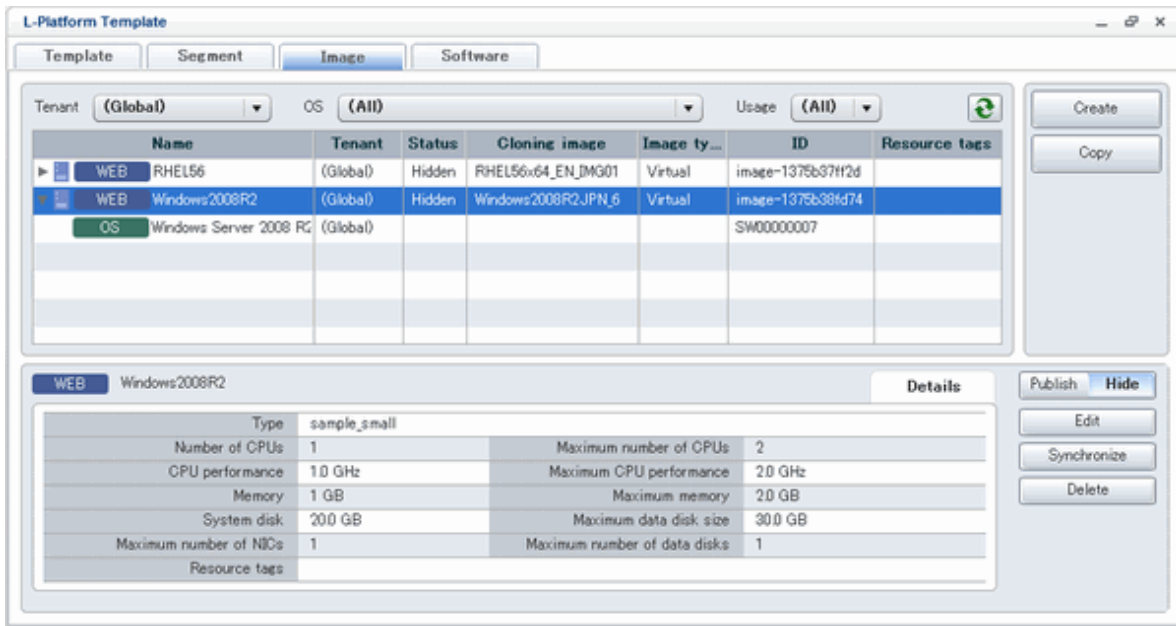 L-Platform Template
Template Segment Image Software
Tenant (Global) OS (All) Usage (All) Create
Name Tenant Status Cloning image Image ty... ID Resource tags Copy
WEB RHEL56 (Global) Hidden RHEL56x64_EN_IMG01 Virtual image-1375b37ff2d
WEB Windows2008R2 (Global) Hidden Windows2008R2JPN_6 Virtual image-1375b38fd74
OS Windows Server 2008 R2 (Global) SW00000007
WEB Windows2008R2 Details Publish Hide
Type sample_small Edit
Number of CPUs 1 Maximum number of CPUs 2
CPU performance 1.0 GHz Maximum CPU performance 2.0 GHz Synchronize
Memory 1 GB Maximum memory 2.0 GB Delete
System disk 20.0 GB Maximum data disk size 30.0 GB
Maximum number of NICs 1 Maximum number of data disks 1
Resource tags